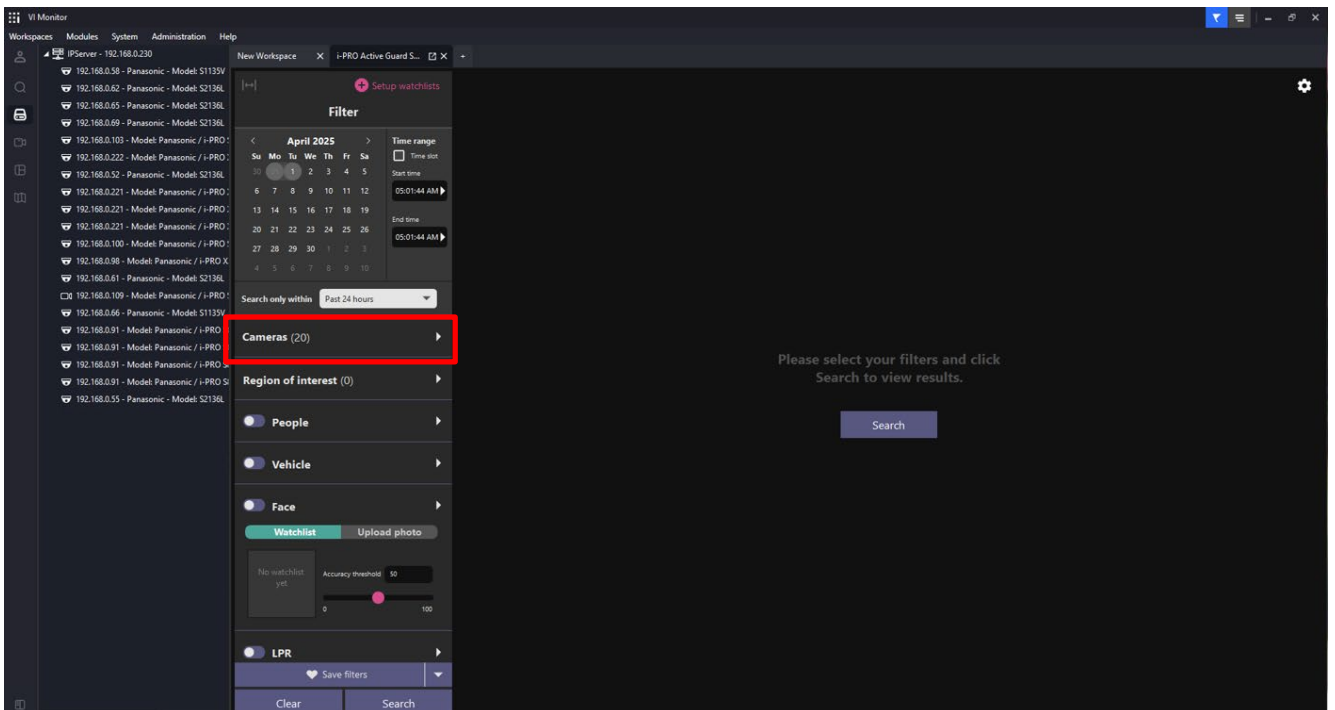 VI Monitor
Workspaces Modules System Administration Help
IPServer - 192.168.0.230
192.168.0.58 - Panasonic - Model: S1135V
192.168.0.62 - Panasonic - Model: S2136L
192.168.0.65 - Panasonic - Model: S2136L
192.168.0.69 - Panasonic - Model: S2136L
192.168.0.103 - Model: Panasonic / i-PRO
192.168.0.222 - Model: Panasonic / i-PRO
192.168.0.52 - Panasonic - Model: S2136L
192.168.0.221 - Model: Panasonic / i-PRO
192.168.0.221 - Model: Panasonic / i-PRO
192.168.0.221 - Model: Panasonic / i-PRO
192.168.0.100 - Model: Panasonic / i-PRO
192.168.0.98 - Model: Panasonic / i-PRO X
192.168.0.61 - Panasonic - Model: S2136L
192.168.0.109 - Model: Panasonic / i-PRO
192.168.0.66 - Panasonic - Model: S1135V
192.168.0.91 - Model: Panasonic / i-PRO
192.168.0.91 - Model: Panasonic / i-PRO
192.168.0.91 - Model: Panasonic / i-PRO
192.168.0.91 - Model: Panasonic / i-PRO
192.168.0.55 - Panasonic - Model: S2136L
New Workspace i-PRO Active Guard S...
Setup watchlists
Filter
April 2025
Su Mo Tu We Th Fr Sa
30 1 2 3 4 5
6 7 8 9 10 11 12
13 14 15 16 17 18 19
20 21 22 23 24 25 26
27 28 29 30 1 2 3
4 5 6 7 8 9 10
Time range
Time slot
Start time
05:01:44 AM
End time
05:01:44 AM
Search only within Past 24 hours
Cameras (20)
Region of interest (0)
People
Vehicle
Face
Watchlist Upload photo
No watchlist
yet
Accuracy threshold 50
0 100
LPR
Save filters
Clear Search
Please select your filters and click
Search to view results.
Search